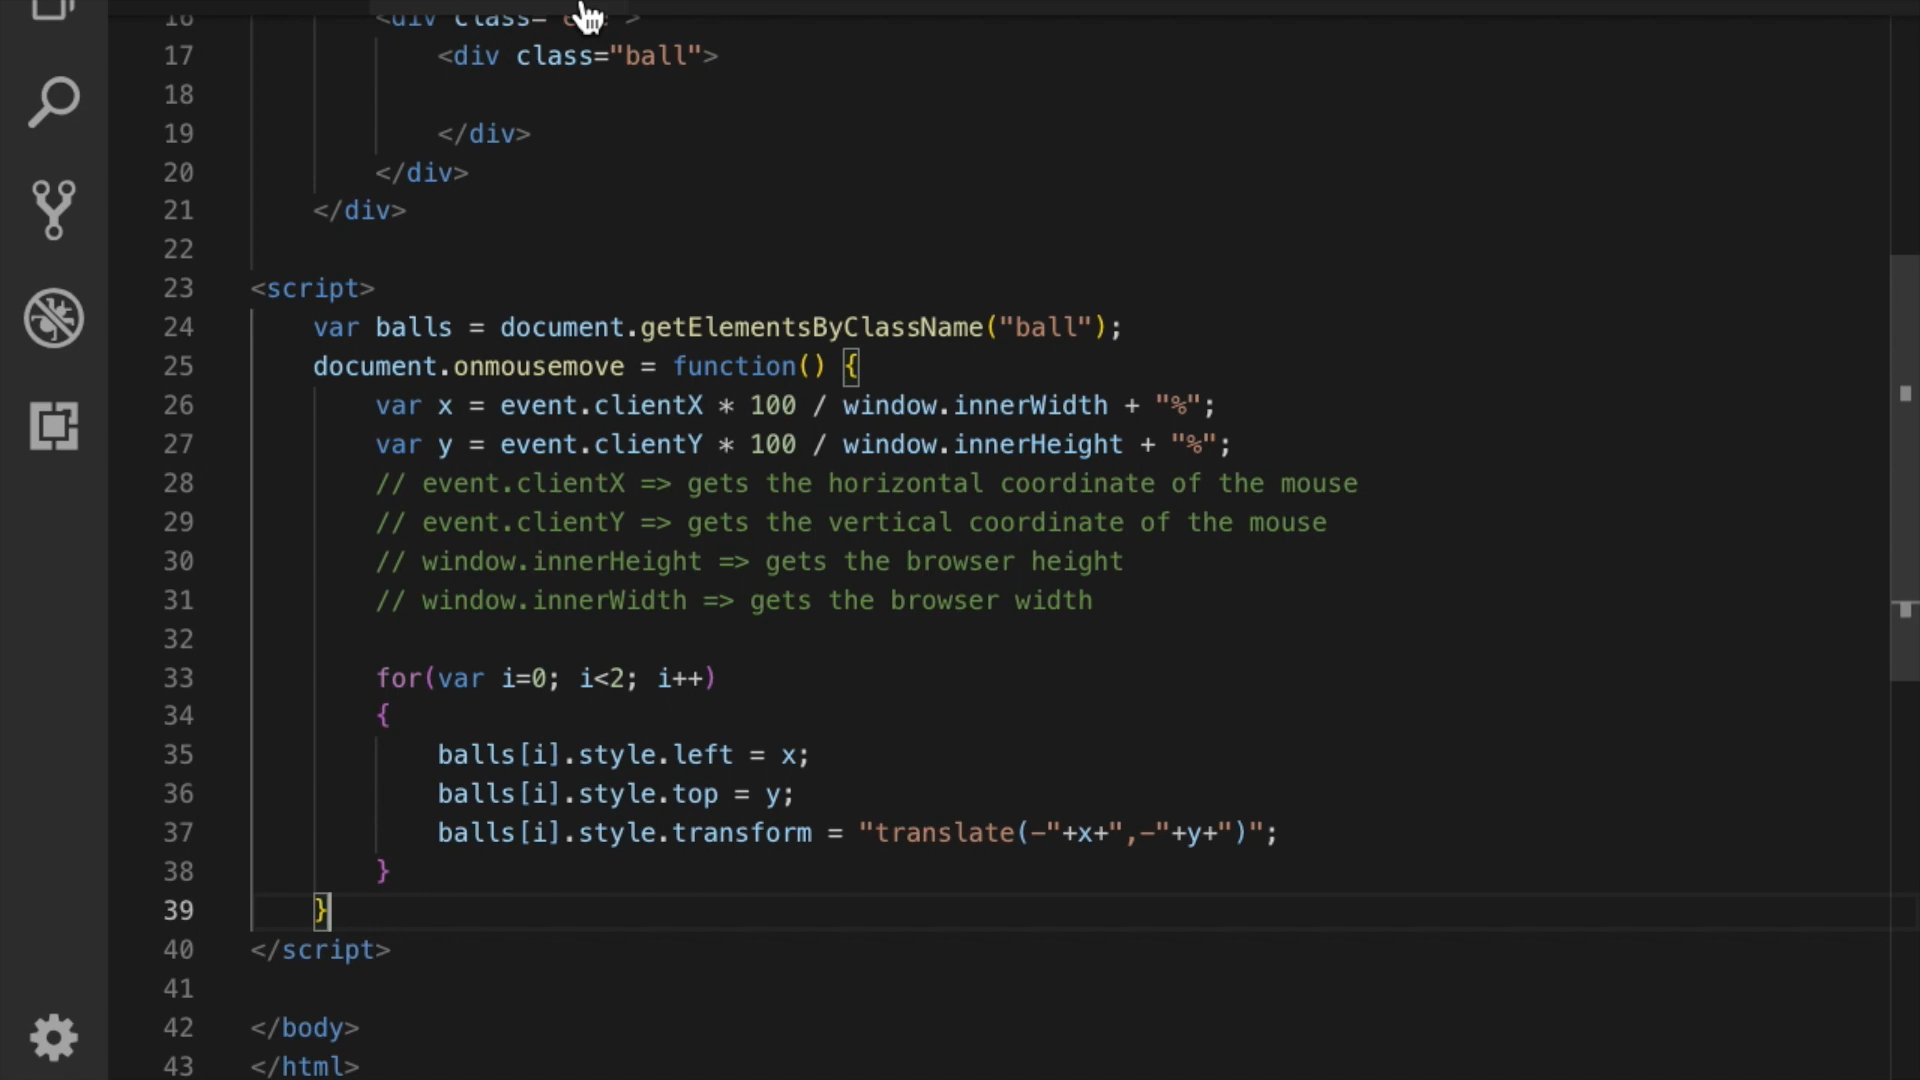 16 <div class="eye">
17 <div class="ball">
18
19 </div>
20 </div>
21 </div>
22
23 <script>
24 var balls = document.getElementsByClassName("ball");
25 document.onmousemove = function() {
26 var x = event.clientX * 100 / window.innerWidth + "%";
27 var y = event.clientY * 100 / window.innerHeight + "%";
28 // event.clientX => gets the horizontal coordinate of the mouse
29 // event.clientY => gets the vertical coordinate of the mouse
30 // window.innerHeight => gets the browser height
31 // window.innerWidth => gets the browser width
32
33 for(var i=0; i<2; i++)
34 {
35 balls[i].style.left = x;
36 balls[i].style.top = y;
37 balls[i].style.transform = "translate(-"+x+",-"+y+")";
38 }
39 }
40 </script>
41
42 </body>
43 </html>